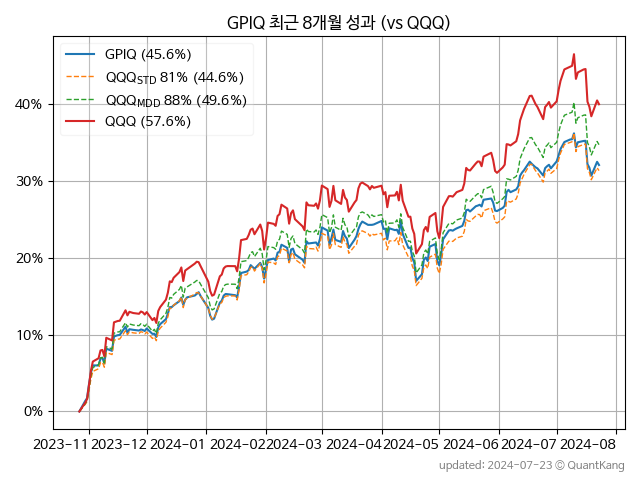 GPIQ 최근 8개월 성과 (vs QQQ)
GPIQ (45.6%)
QQQSTD 81% (44.6%)
QQQMDD 88% (49.6%)
QQQ (57.6%)
40%
30%
20%
10%
0%
2023-11 2023-12 2024-01 2024-02 2024-03 2024-04 2024-05 2024-06 2024-07 2024-08
updated: 2024-07-23 © QuantKang